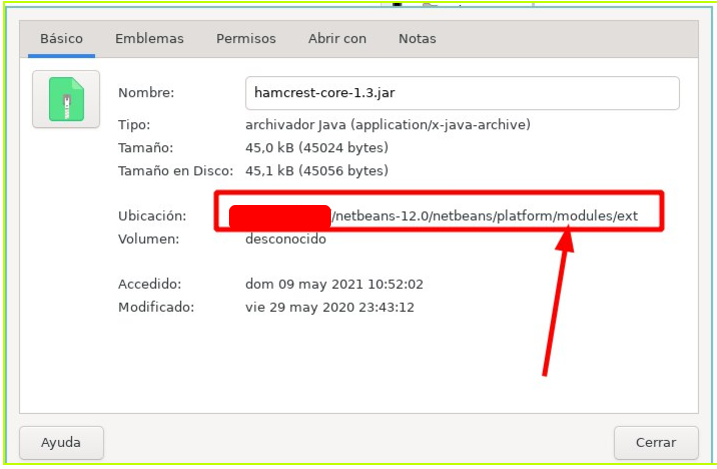 Básico Emblemas Permisos Abrir con Notas
Nombre: hamcrest-core-1.3.jar
Tipo: archivador Java (application/x-java-archive)
Tamaño: 45,0 kB (45024 bytes)
Tamaño en Disco: 45,1 kB (45056 bytes)
Ubicación: /netbeans-12.0/netbeans/platform/modules/ext
Volumen: desconocido
Accedido: dom 09 may 2021 10:52:02
Modificado: vie 29 may 2020 23:43:12
Ayuda Cerrar